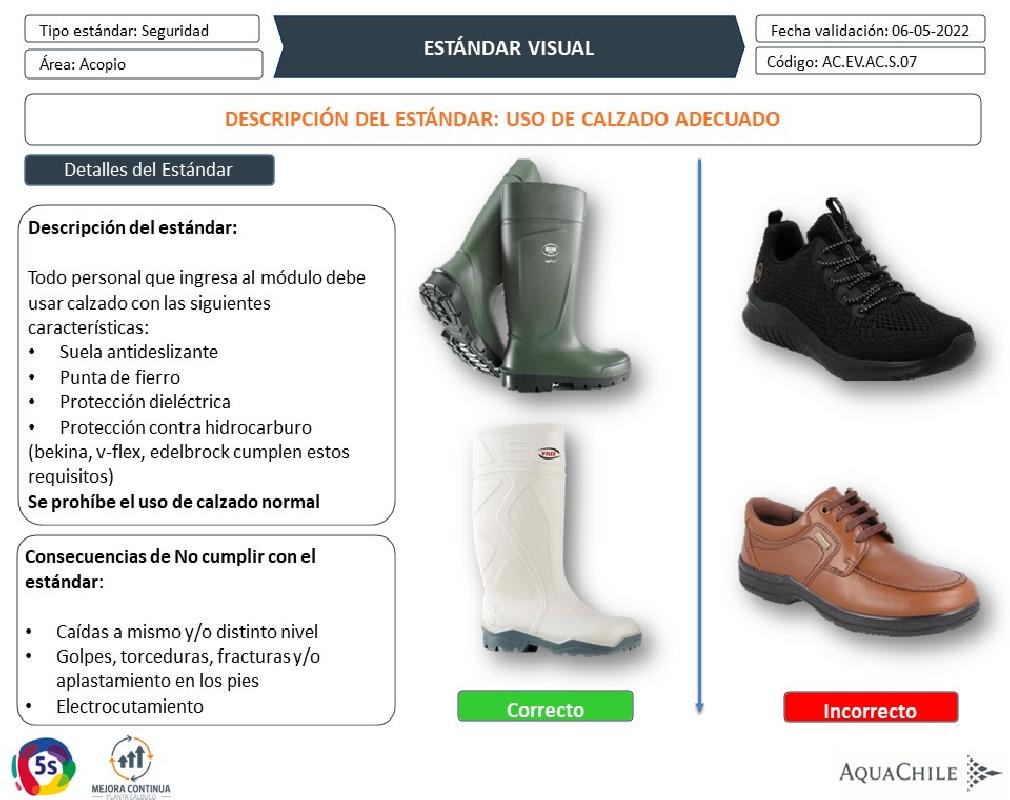 Tipo estándar: Seguridad
Área: Acopio
ESTÁNDAR VISUAL
Fecha validación: 06-05-2022
Código: AC.EV.AC.S.07
DESCRIPCIÓN DEL ESTÁNDAR: USO DE CALZADO ADECUADO
Detalles del Estándar
Descripción del estándar:
Todo personal que ingresa al módulo debe
usar calzado con las siguientes
características:
• Suela antideslizante
• Punta de fierro
• Protección dieléctrica
• Protección contra hidrocarburo
(bekina, v-flex, edelbrock cumplen estos
requisitos)
Se prohíbe el uso de calzado normal
Consecuencias de No cumplir con el
estándar:
• Caídas a mismo y/o distinto nivel
• Golpes, torceduras, fracturas y/o
aplastamiento en los pies
• Electrocutamiento
Correcto
Incorrecto
5s
MEJORA CONTINUA
PLANTA CALBUCO
AQUACHILE